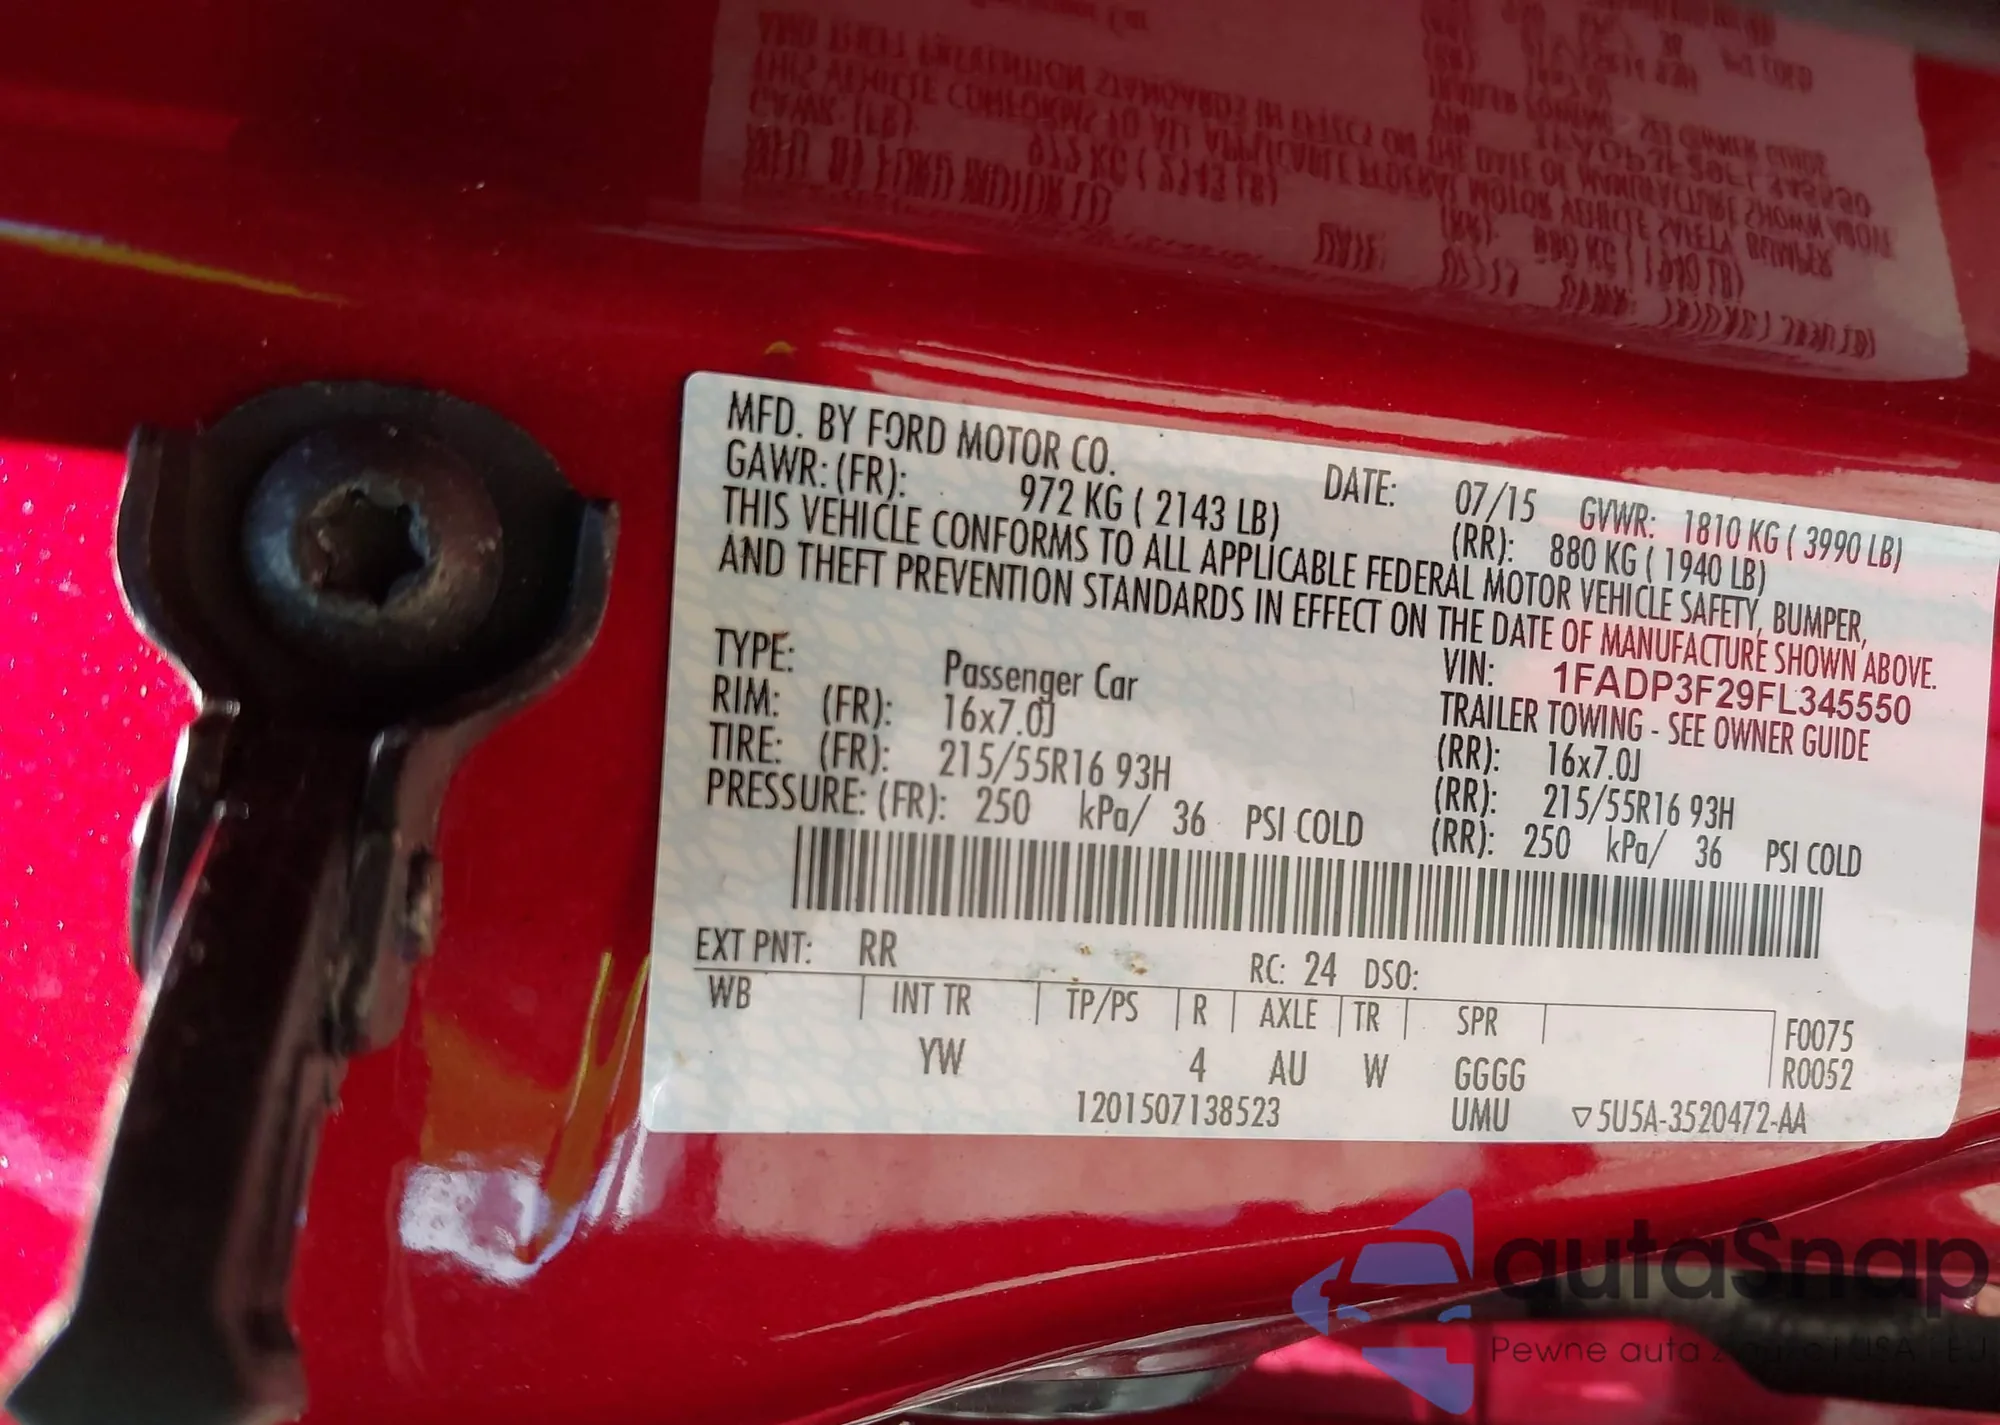 MFD. BY FORD MOTOR CO.
DATE: 07/15 GVWR: 1810 KG ( 3990 LB)
GAWR: (FR): 972 KG ( 2143 LB) (RR): 880 KG ( 1940 LB)
THIS VEHICLE CONFORMS TO ALL APPLICABLE FEDERAL MOTOR VEHICLE SAFETY, BUMPER,
AND THEFT PREVENTION STANDARDS IN EFFECT ON THE DATE OF MANUFACTURE SHOWN ABOVE.
VIN: 1FADP3F29FL345550
TYPE: Passenger Car TRAILER TOWING - SEE OWNER GUIDE
RIM: (FR): 16x7.0J (RR): 16x7.0J
TIRE: (FR): 215/55R16 93H (RR): 215/55R16 93H
PRESSURE: (FR): 250 kPa/ 36 PSI COLD (RR): 250 kPa/ 36 PSI COLD
EXT PNT: RR RC: 24 DSO:
WB INT TR TP/PS R AXLE TR SPR F0075
YW 4 AU W GGGG R0052
1201507138523 UMU ▽5U5A-3520472-AA
autaSnap
Pewne auta USA i EU